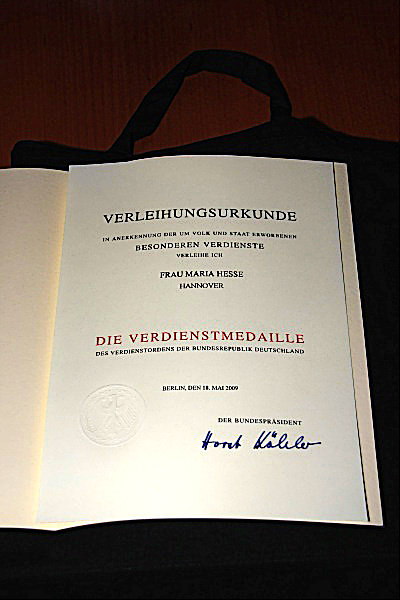 VERLEIHUNGSURKUNDE
IN ANERKENNUNG DER UM VOLK UND STAAT ERWORBENEN
BESONDEREN VERDIENSTE
VERLEIHE ICH
FRAU MARIA HESSE
HANNOVER
DIE VERDIENSTMEDAILLE
DES VERDIENSTORDENS DER BUNDESREPUBLIK DEUTSCHLAND
BERLIN, DEN 18. MAI 2009
DER BUNDESPRÄSIDENT
Horst Köhler